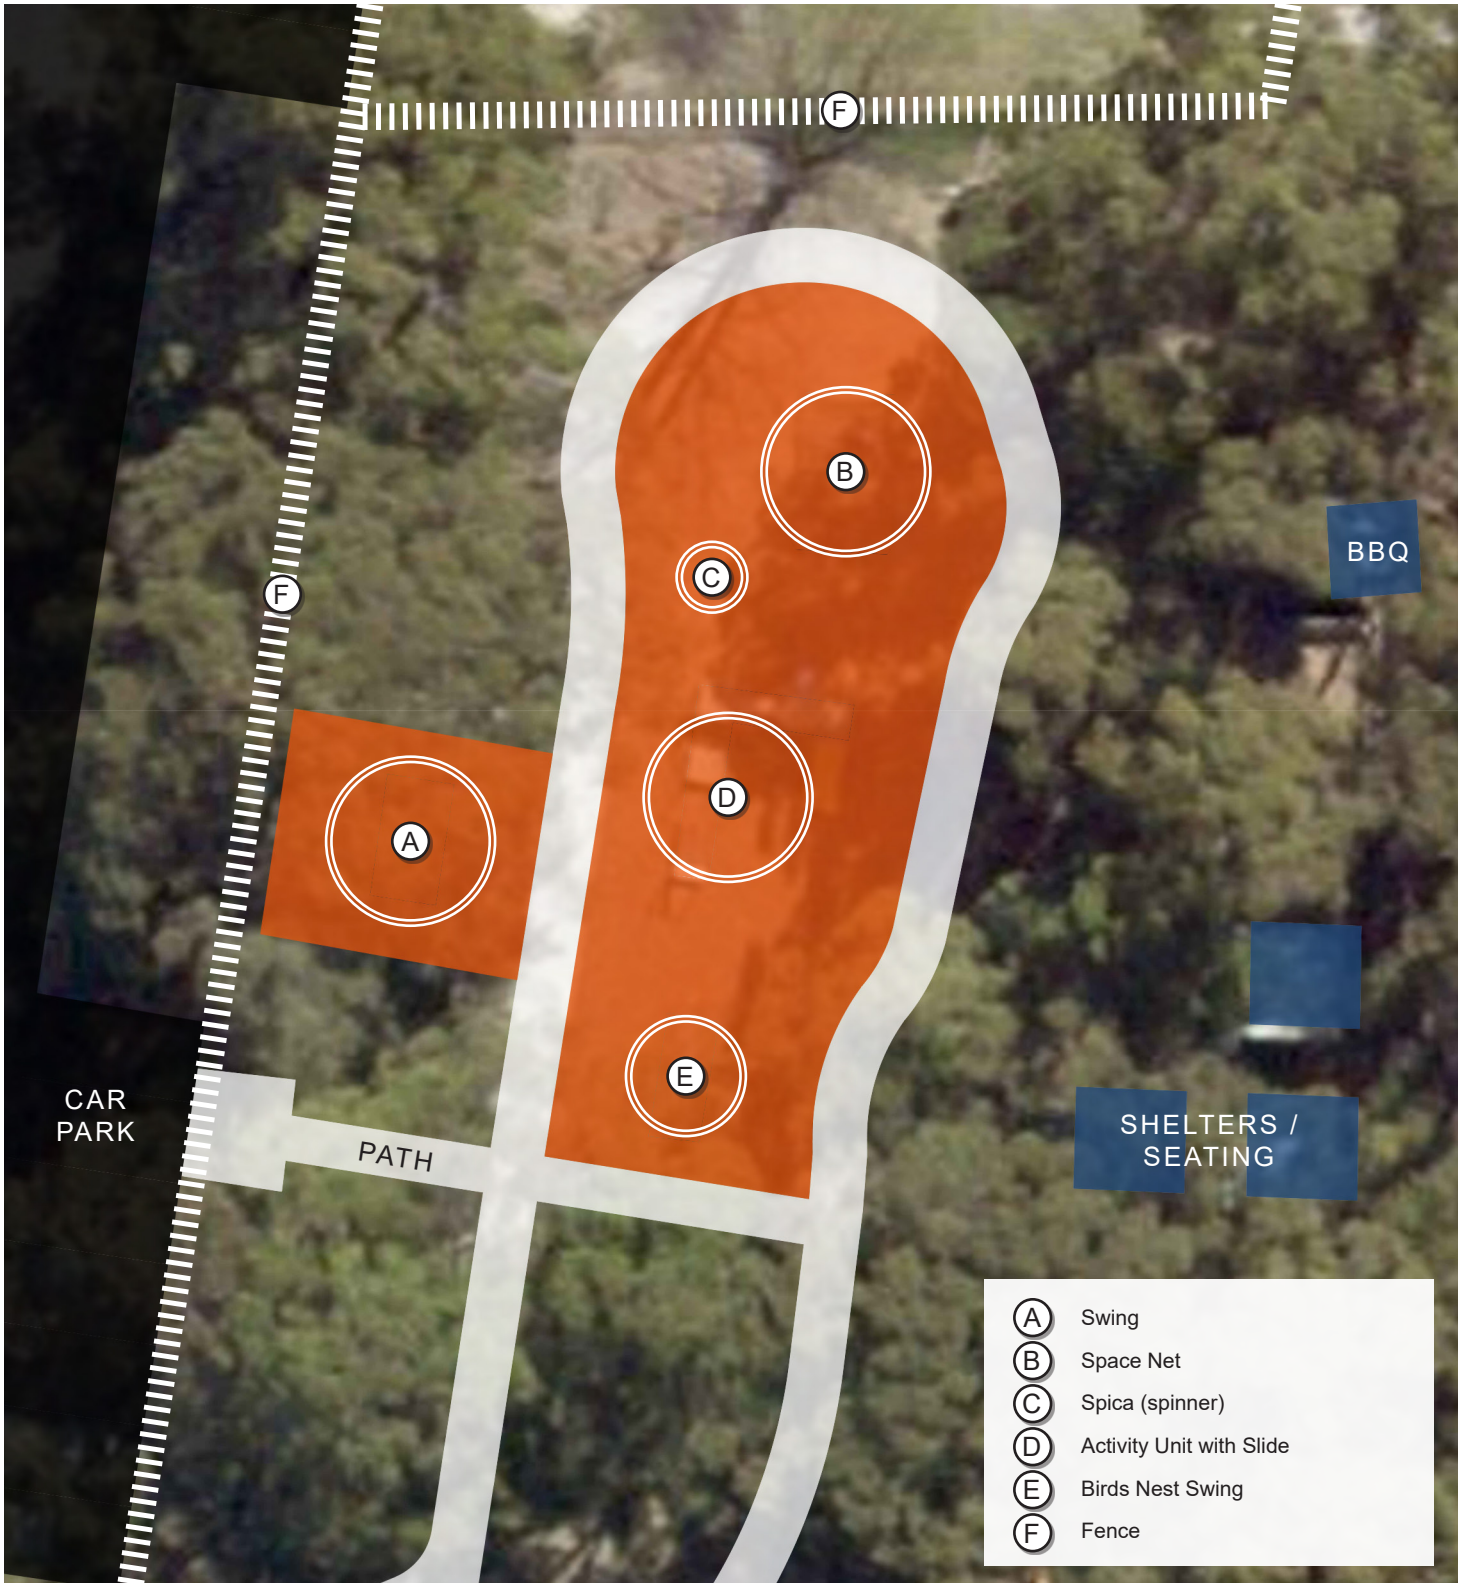 F
B
BBQ
C
F
D
A
E
CAR
PARK
PATH
SHELTERS /
SEATING
A Swing
B Space Net
C Spica (spinner)
D Activity Unit with Slide
E Birds Nest Swing
F Fence